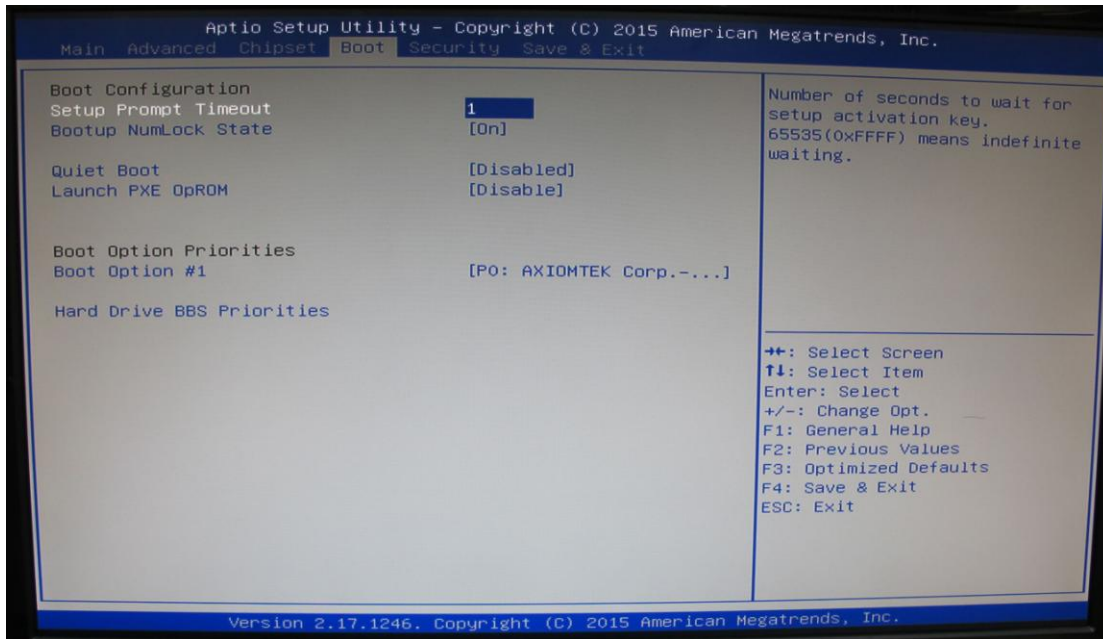 Aptio Setup Utility - Copyright (C) 2015 American Megatrends, Inc.
Main Advanced Chipset Boot Security Save & Exit
Boot Configuration
Setup Prompt Timeout 1
Bootup NumLock State [On]
Quiet Boot [Disabled]
Launch PXE OpROM [Disable]
Boot Option Priorities
Boot Option #1 [PO: AXIOMTEK Corp.-...]
Hard Drive BBS Priorities
Number of seconds to wait for
setup activation key.
65535(0xFFFF) means indefinite
waiting.
→←: Select Screen
↑↓: Select Item
Enter: Select
+/-: Change Opt.
F1: General Help
F2: Previous Values
F3: Optimized Defaults
F4: Save & Exit
ESC: Exit
Version 2.17.1246. Copyright (C) 2015 American Megatrends, Inc.